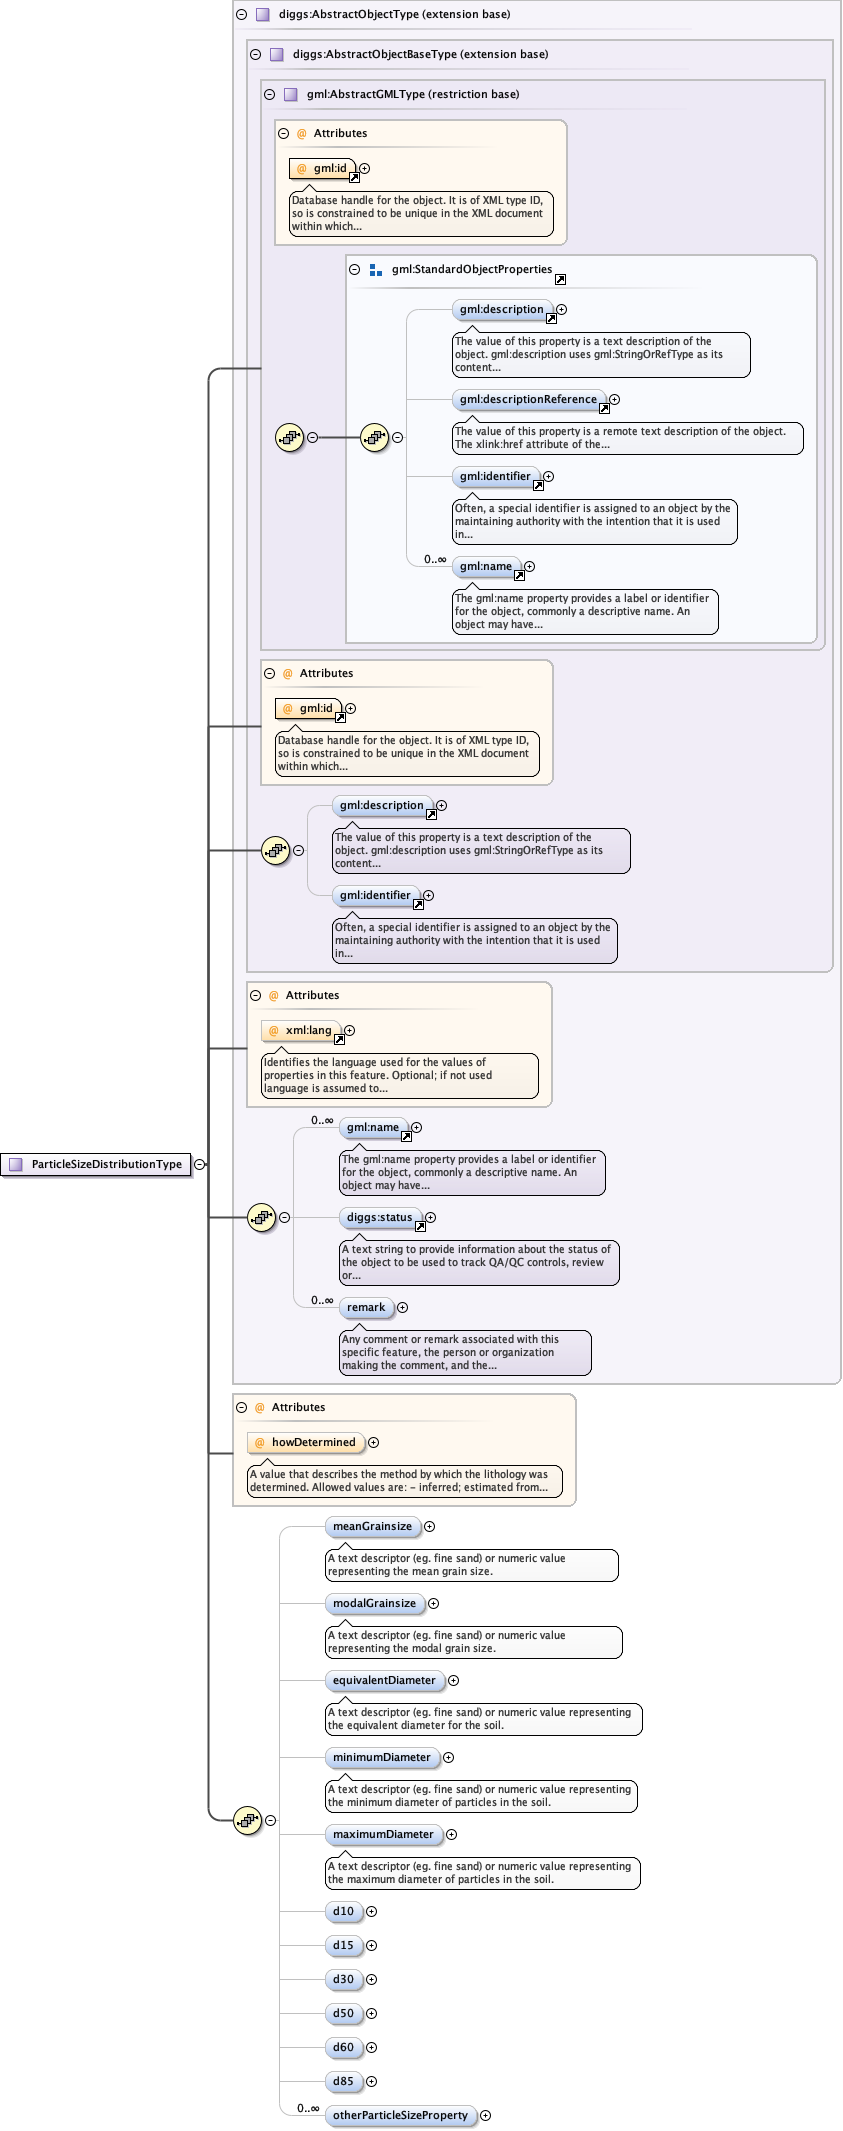 diggs:AbstractObjectType (extension base)
diggs:AbstractObjectBaseType (extension base)
gml:AbstractGMLType (restriction base)
@ Attributes
@ gml:id
Database handle for the object. It is of XML type ID,
so is constrained to be unique in the XML document
within which...
gml:StandardObjectProperties
gml:description
The value of this property is a text description of the
object. gml:description uses gml:StringOrRefType as its
content...
gml:descriptionReference
The value of this property is a remote text description of the object.
The xlink:href attribute of the...
gml:identifier
Often, a special identifier is assigned to an object by the
maintaining authority with the intention that it is used
in...
0..∞
gml:name
The gml:name property provides a label or identifier
for the object, commonly a descriptive name. An
object may have...
@ Attributes
@ gml:id
Database handle for the object. It is of XML type ID,
so is constrained to be unique in the XML document
within which...
gml:description
The value of this property is a text description of the
object. gml:description uses gml:StringOrRefType as its
content...
gml:identifier
Often, a special identifier is assigned to an object by the
maintaining authority with the intention that it is used
in...
@ Attributes
@ xml:lang
Identifies the language used for the values of
properties in this feature. Optional; if not used
language is assumed to...
0..∞
gml:name
The gml:name property provides a label or identifier
for the object, commonly a descriptive name. An
object may have...
ParticleSizeDistributionType
diggs:status
A text string to provide information about the status of
the object to be used to track QA/QC controls, review
or...
0..∞
remark
Any comment or remark associated with this
specific feature, the person or organization
making the comment, and the...
@ Attributes
@ howDetermined
A value that describes the method by which the lithology was
determined. Allowed values are: - inferred; estimated from...
meanGrainsize
A text descriptor (eg. fine sand) or numeric value
representing the mean grain size.
modalGrainsize
A text descriptor (eg. fine sand) or numeric value
representing the modal grain size.
equivalentDiameter
A text descriptor (eg. fine sand) or numeric value representing
the equivalent diameter for the soil.
minimumDiameter
A text descriptor (eg. fine sand) or numeric value representing
the minimum diameter of particles in the soil.
maximumDiameter
A text descriptor (eg. fine sand) or numeric value representing
the maximum diameter of particles in the soil.
d10
d15
d30
d50
d60
d85
0..∞
otherParticleSizeProperty